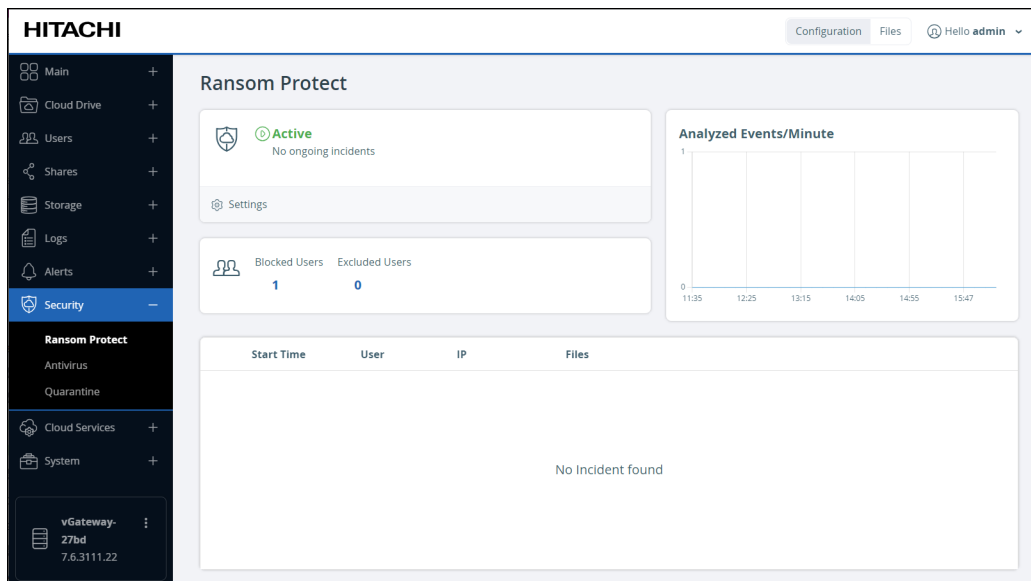 HITACHI
Configuration Files Hello admin
Main
Cloud Drive
Users
Shares
Storage
Logs
Alerts
Security
Ransom Protect
Antivirus
Quarantine
Cloud Services
System
vGateway-
27bd
7.6.3111.22
Ransom Protect
Active
No ongoing incidents
Settings
Blocked Users Excluded Users
1 0
Analyzed Events/Minute
1
0
11:35 12:25 13:15 14:05 14:55 15:47
Start Time User IP Files
No Incident found